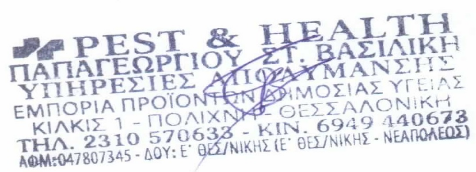 PEST & HEALTH
ΠΑΠΑΓΕΩΡΓΙΟΥ ΣΤ. ΒΑΣΙΛΙΚΗ
ΥΠΗΡΕΣΙΕΣ ΑΠΟΛΥΜΑΝΣΗΣ
ΕΜΠΟΡΙΑ ΠΡΟΪΟΝΤΩΝ ΔΗΜΟΣΙΑΣ ΥΓΕΙΑΣ
ΚΙΛΚΙΣ 1 - ΠΟΛΙΧΝΗ ΘΕΣΣΑΛΟΝΙΚΗ
ΤΗΛ. 2310 570633 - ΚΙΝ. 6949 440673
ΑΦΜ:047807345 - ΔΟΥ: Ε΄ ΘΕΣ/ΝΙΚΗΣ (Ε΄ ΘΕΣ/ΝΙΚΗΣ - ΝΕΑΠΟΛΕΩΣ)